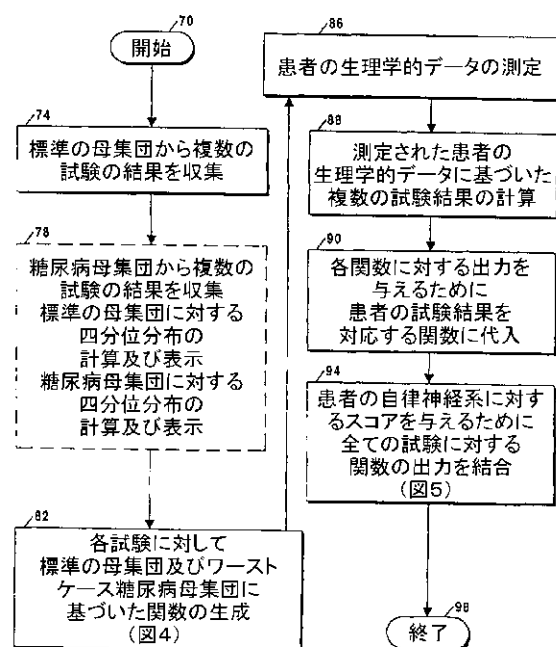 70
開始
74
標準の母集団から複数の
試験の結果を収集
78
糖尿病母集団から複数の
試験の結果を収集
標準の母集団に対する
四分位分布の
計算及び表示
糖尿病母集団に対する
四分位分布の
計算及び表示
82
各試験に対して
標準の母集団及びワースト
ケース糖尿病母集団に
基づいた関数の生成
(図4)
86
患者の生理学的データの測定
88
測定された患者の
生理学的データに基づいた
複数の試験結果の計算
90
各関数に対する出力を
与えるために
患者の試験結果を
対応する関数に代入
94
患者の自律神経系に対す
るスコアを与えるために
全ての試験に対する
関数の出力を結合
(図5)
98
終了